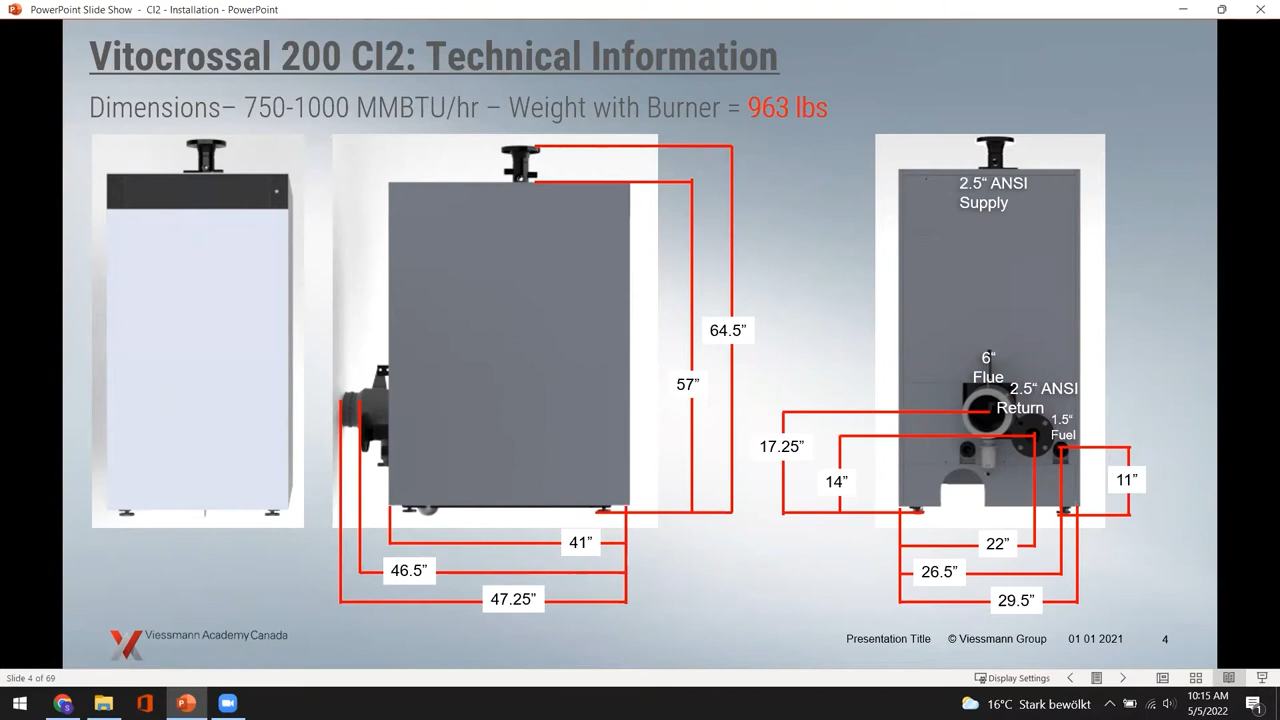 PowerPoint Slide Show - CI2 - Installation - PowerPoint
Vitocrossal 200 CI2: Technical Information
Dimensions– 750-1000 MMBTU/hr – Weight with Burner = 963 lbs
2.5“ ANSI
Supply
64.5”
6“
Flue
57”
2.5“ ANSI
Return
1.5“
Fuel
17.25”
14”
11”
41”
22”
46.5”
26.5”
47.25”
29.5”
Viessmann Academy Canada
Presentation Title © Viessmann Group 01 01 2021 4
Slide 4 of 69
Display Settings
16°C Stark bewölkt
10:15 AM
5/5/2022
1